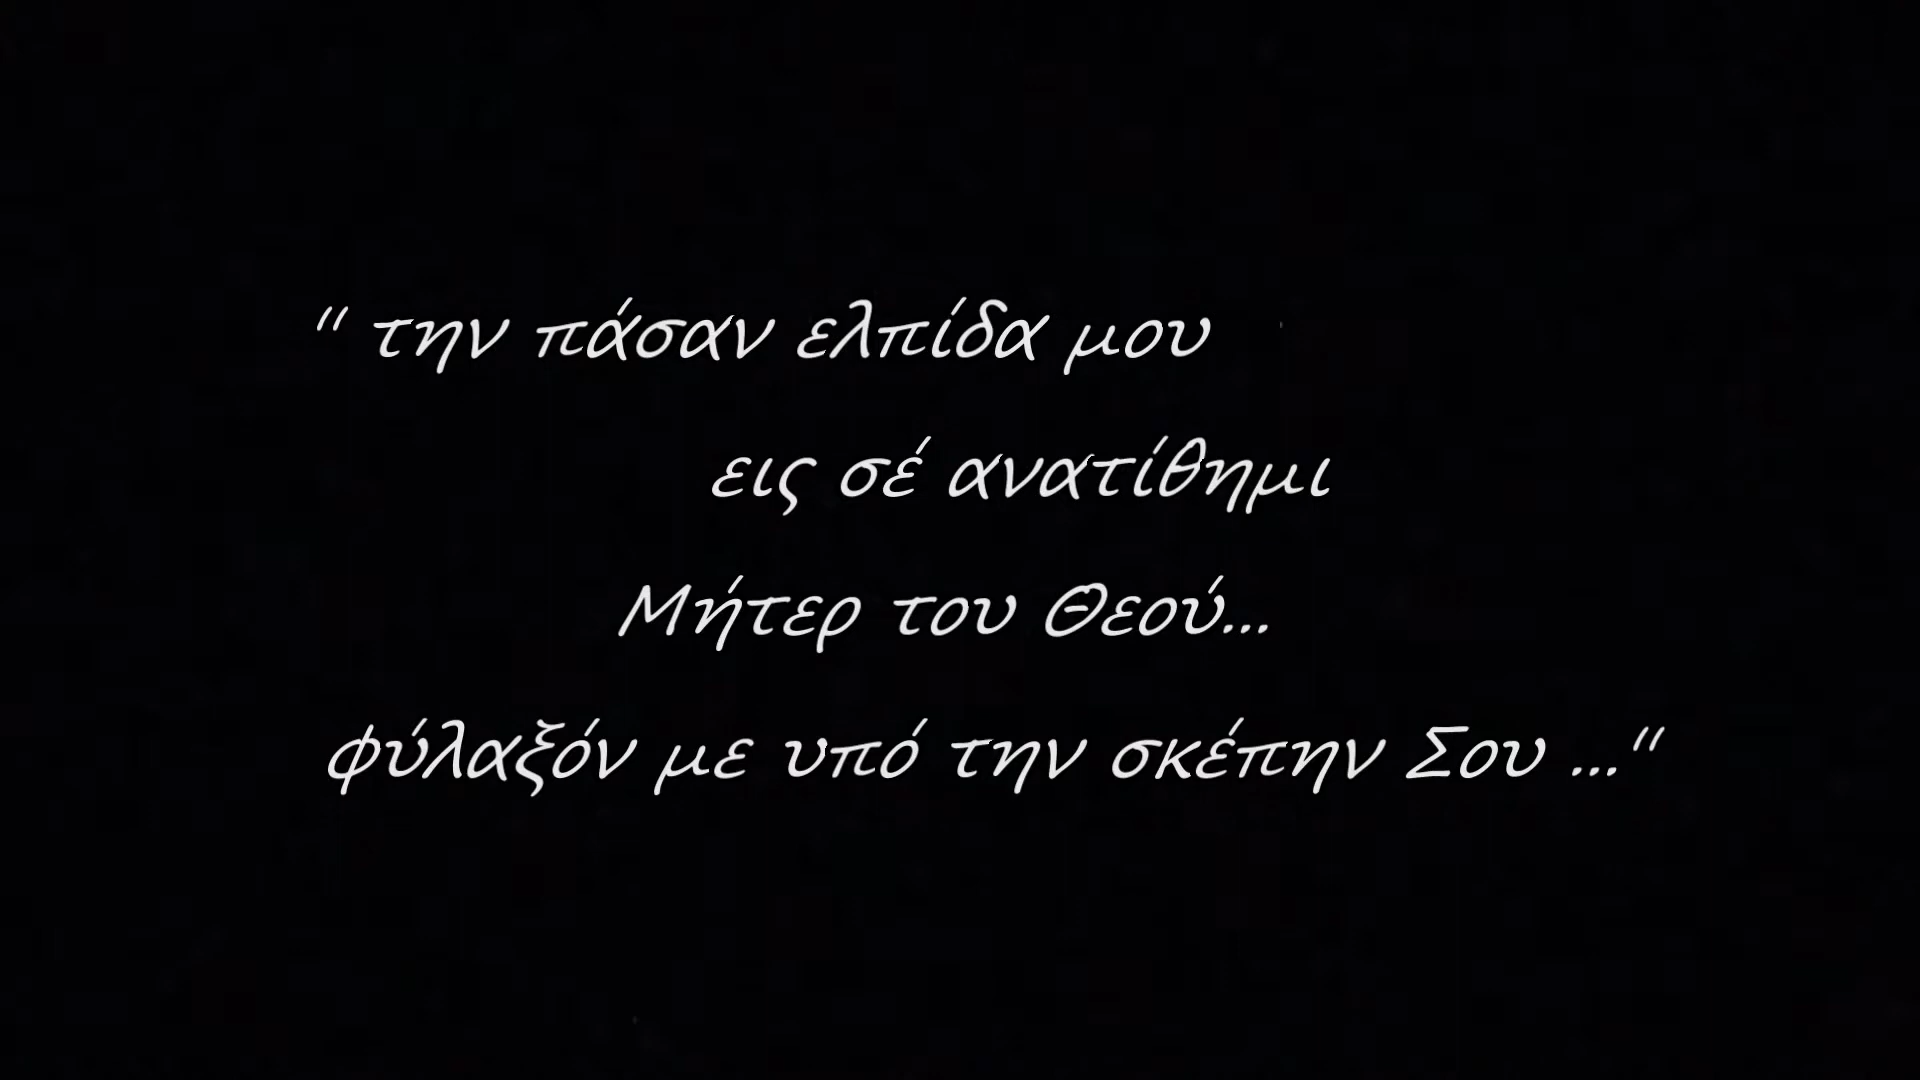 “ την πάσαν ελπίδα μου
εις σέ ανατίθημι
Μήτερ του Θεού...
φύλαξόν με υπό την σκέπην Σου ...“